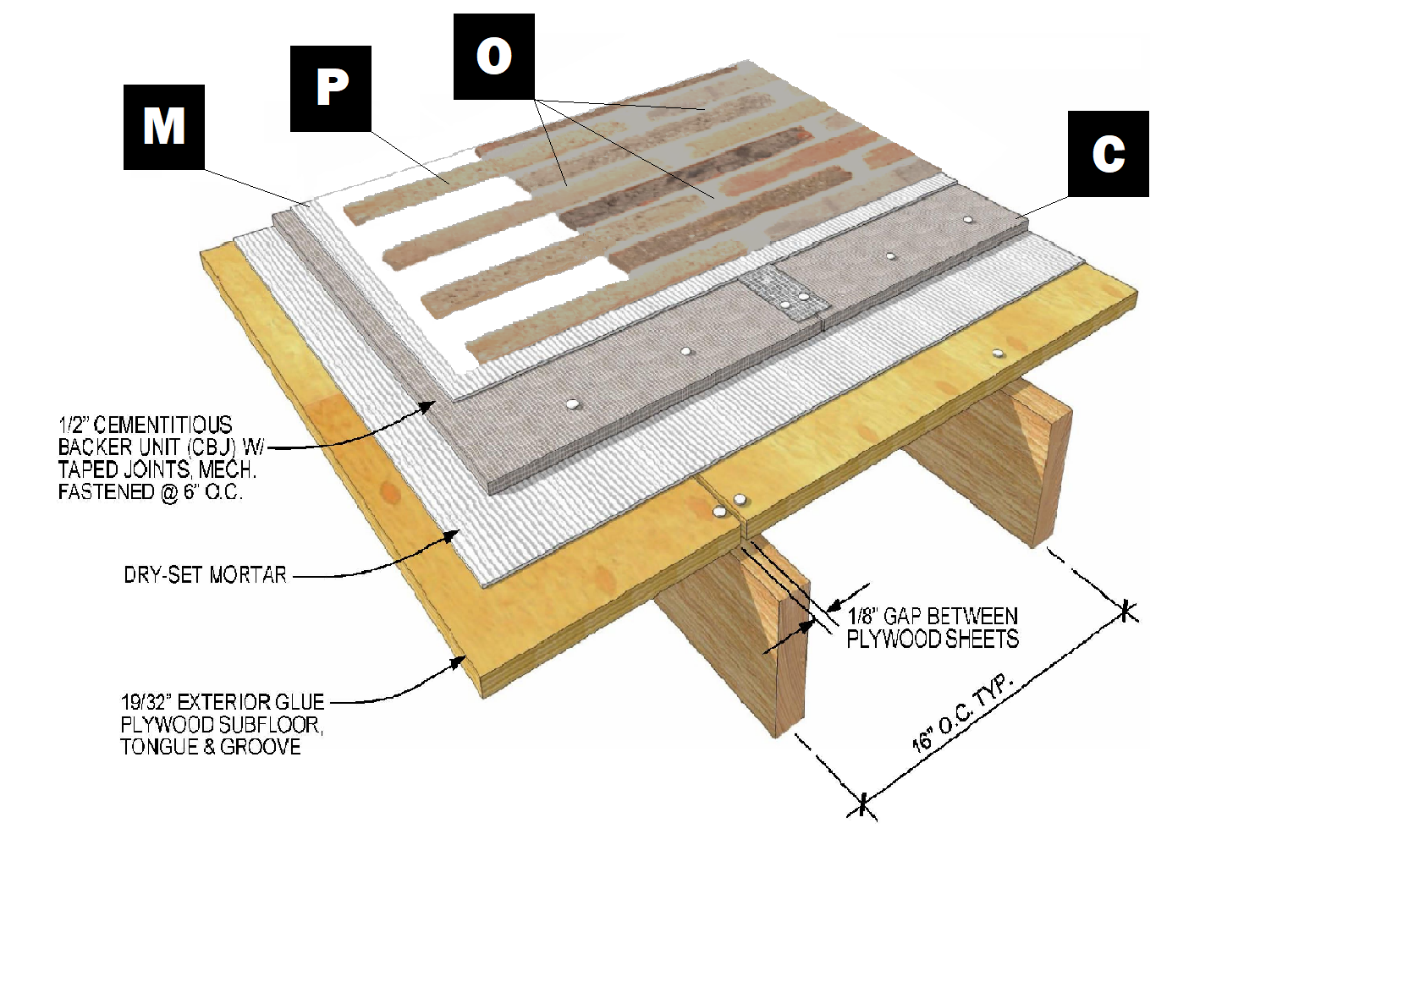 O
P
M
C
1/2" CEMENTITIOUS
BACKER UNIT (CBJ) W/
TAPED JOINTS, MECH.
FASTENED @ 6" O.C.
DRY-SET MORTAR
1/8" GAP BETWEEN
PLYWOOD SHEETS
19/32" EXTERIOR GLUE
PLYWOOD SUBFLOOR,
TONGUE & GROOVE
16" O.C. TYP.